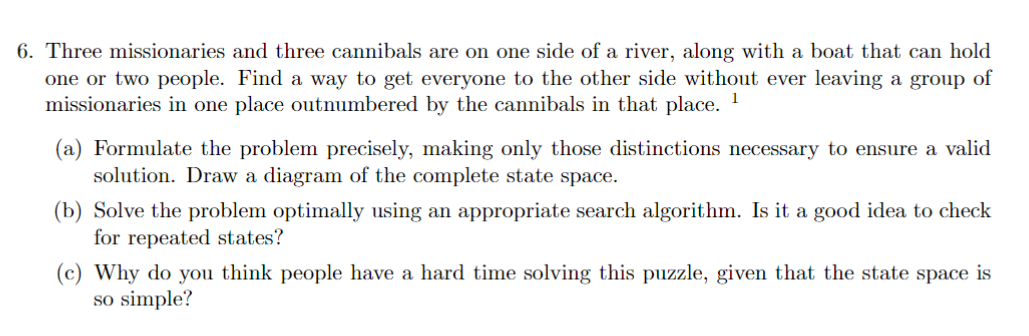 6. Three missionaries and three cannibals are on one side of a river, along with a boat that can hold
one or two people. Find a way to get everyone to the other side without ever leaving a group of
missionaries in one place outnumbered by the cannibals in that place. 1
(a) Formulate the problem precisely, making only those distinctions necessary to ensure a valid
solution. Draw a diagram of the complete state space.
(b) Solve the problem optimally using an appropriate search algorithm. Is it a good idea to check
for repeated states?
(c) Why do you think people have a hard time solving this puzzle, given that the state space is
so simple?